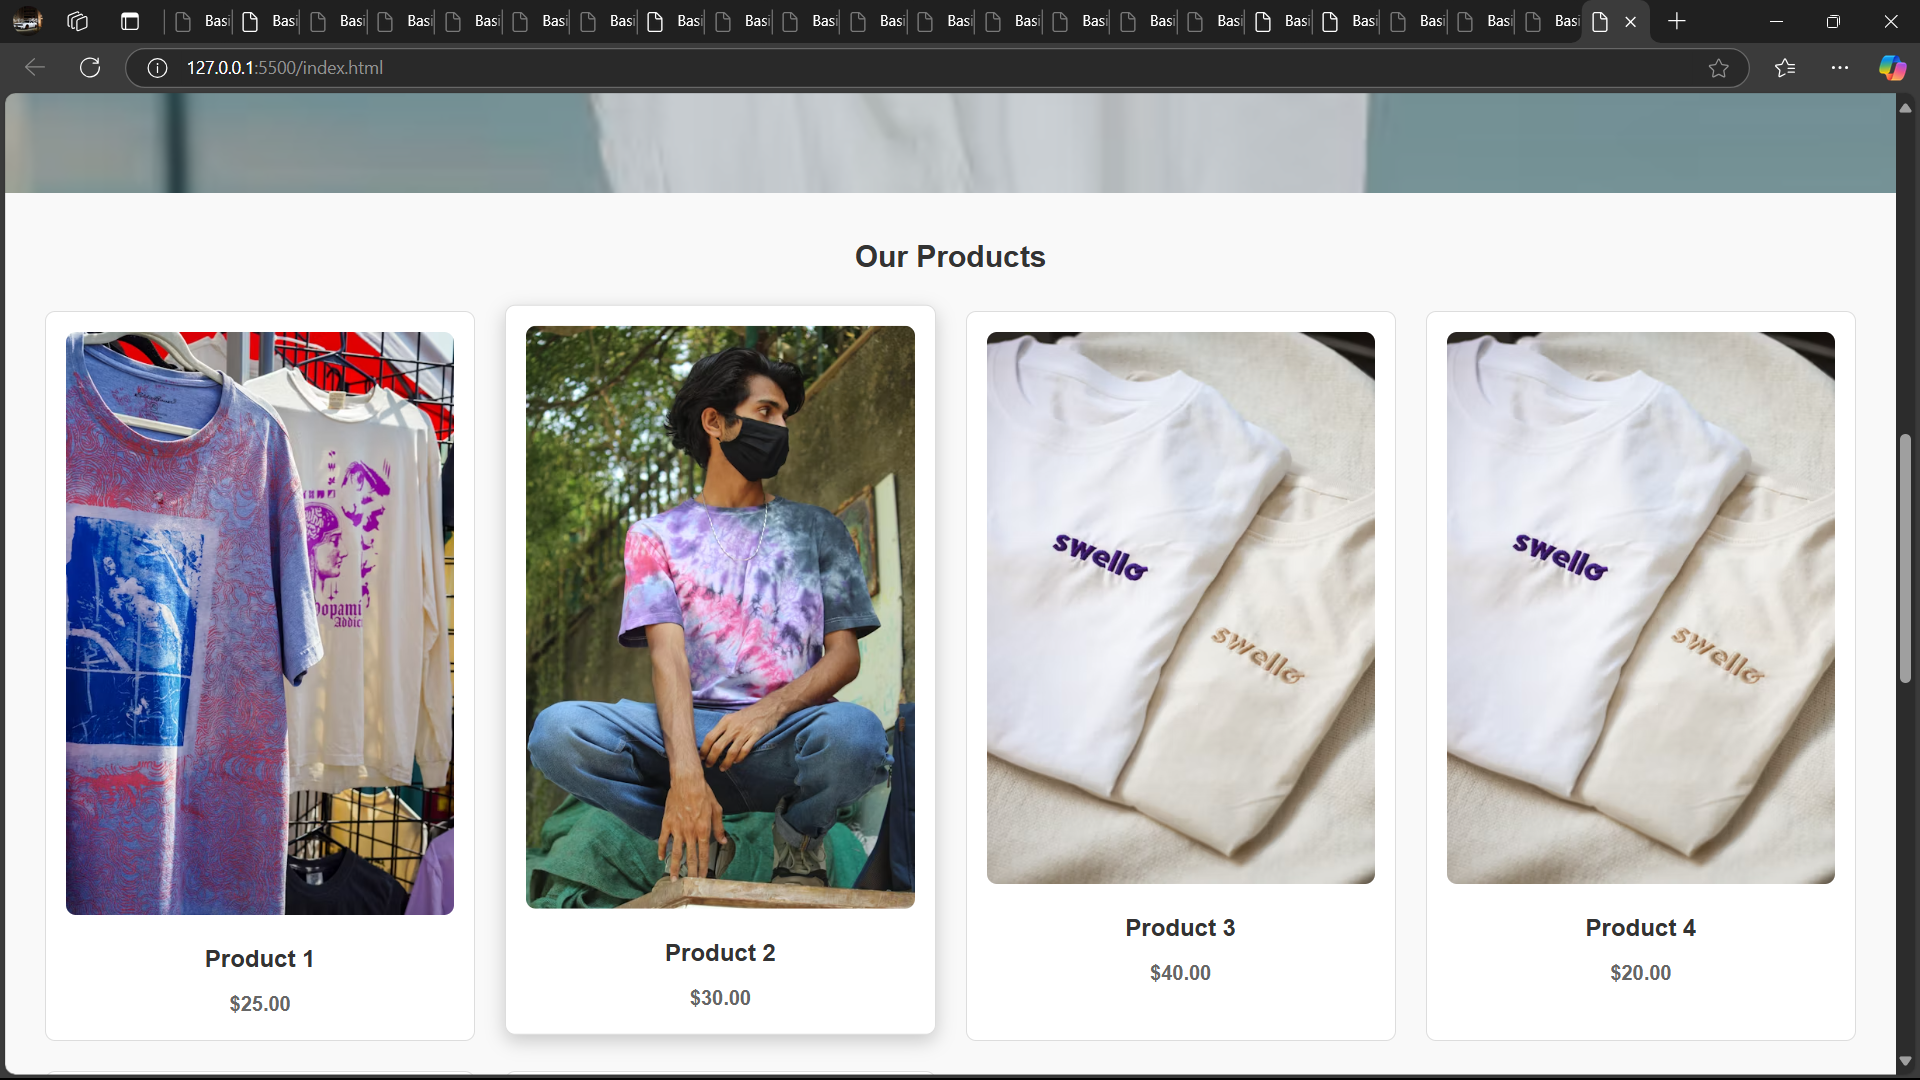 Basi Basi Basi Basi Basi Basi Basi Basi Basi Basi Basi Basi Basi Basi Basi Basi Basi Basi Basi Basi Basi
127.0.0.1:5500/index.html
Our Products
Dopami
Addic
swello
swello
swello
swello
Product 1
$25.00
Product 2
$30.00
Product 3
$40.00
Product 4
$20.00